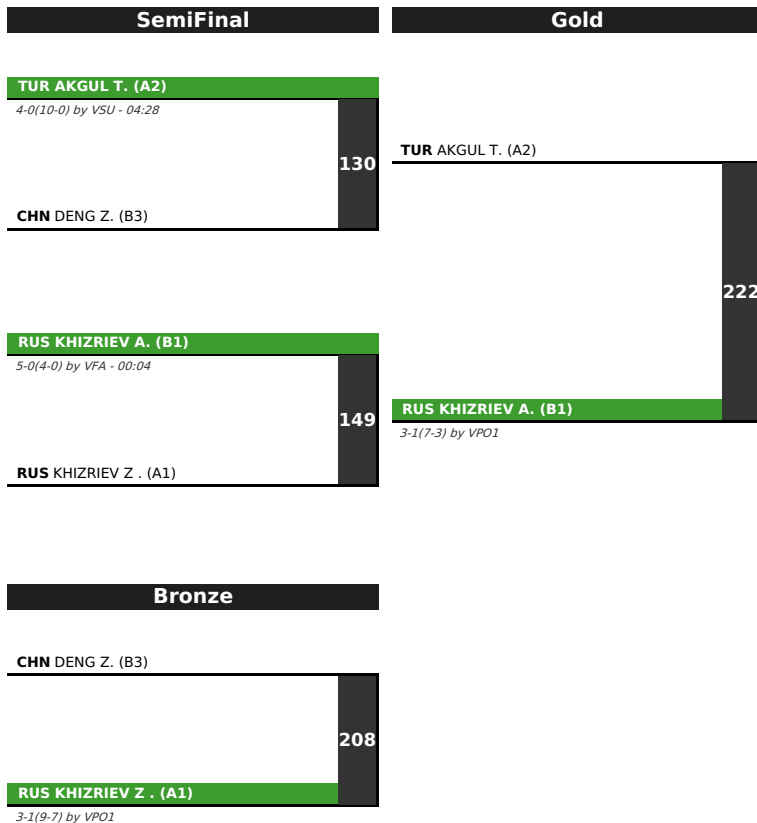 SemiFinal
Gold
TUR AKGUL T. (A2)
4-0(10-0) by VSU - 04:28
130
CHN DENG Z. (B3)
TUR AKGUL T. (A2)
222
RUS KHIZRIEV A. (B1)
5-0(4-0) by VFA - 00:04
149
RUS KHIZRIEV Z . (A1)
RUS KHIZRIEV A. (B1)
3-1(7-3) by VPO1
Bronze
CHN DENG Z. (B3)
208
RUS KHIZRIEV Z . (A1)
3-1(9-7) by VPO1